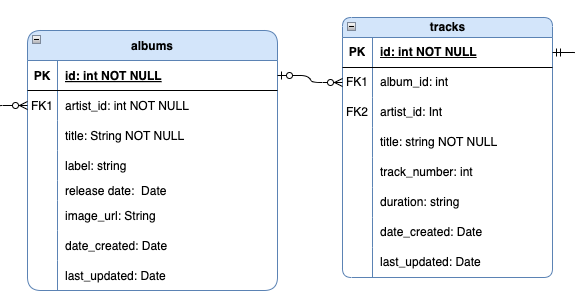 albums
PK id: int NOT NULL
FK1 artist_id: int NOT NULL
title: String NOT NULL
label: string
release date: Date
image_url: String
date_created: Date
last_updated: Date
tracks
PK id: int NOT NULL
FK1 album_id: int
FK2 artist_id: Int
title: string NOT NULL
track_number: int
duration: string
date_created: Date
last_updated: Date